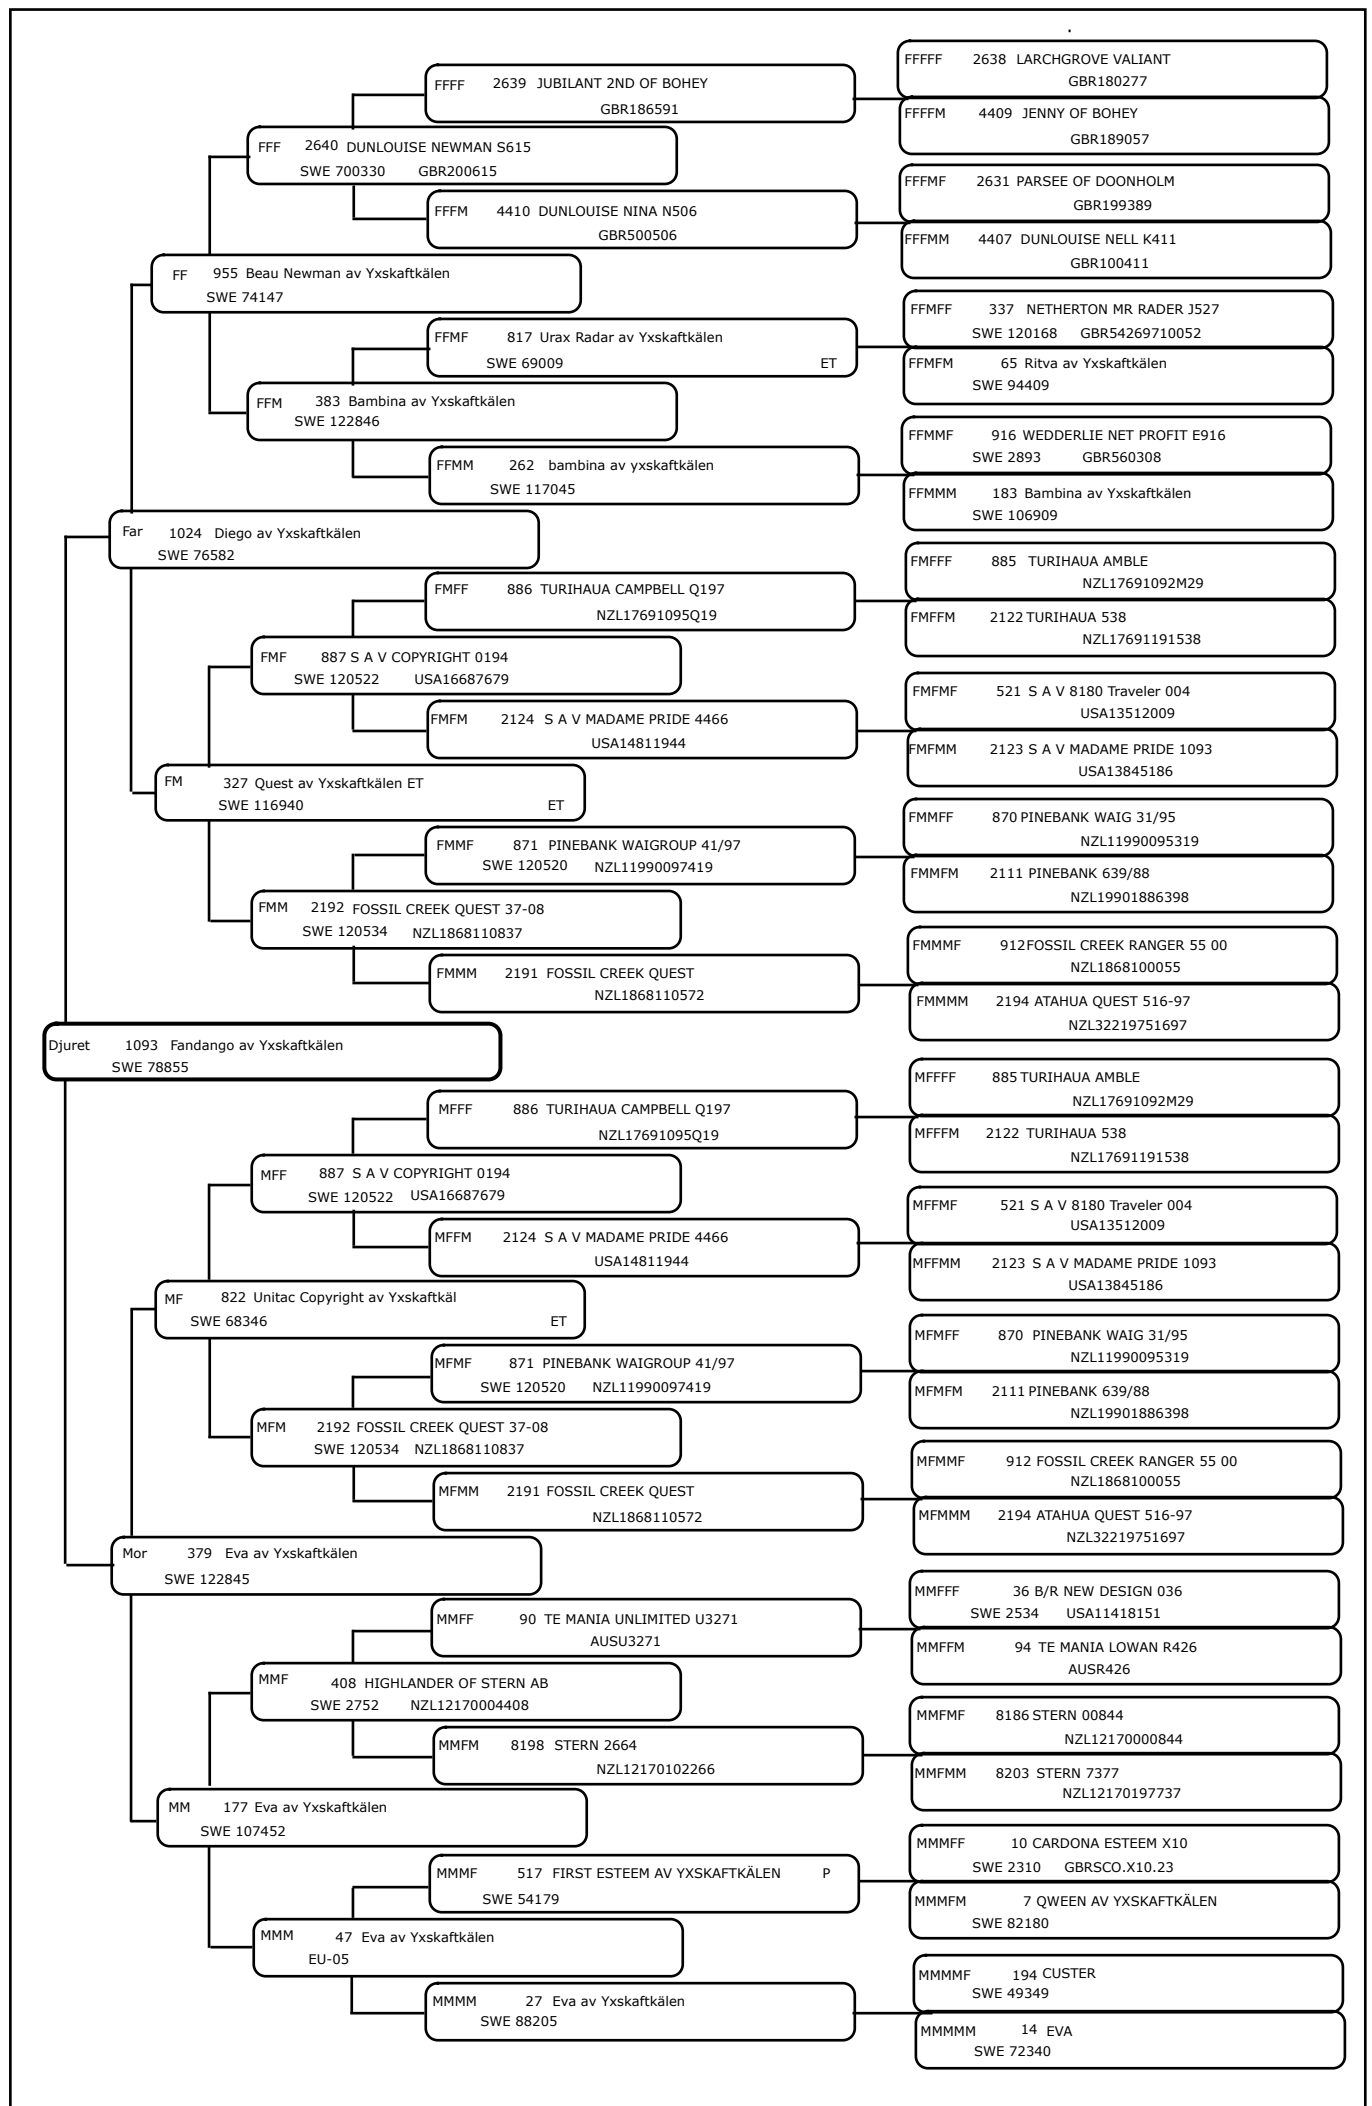 FFFFF 2638 LARCHGROVE VALIANT
GBR180277
FFFF 2639 JUBILANT 2ND OF BOHEY
GBR186591
FFFFM 4409 JENNY OF BOHEY
GBR189057
FFF 2640 DUNLOUISE NEWMAN S615
SWE 700330 GBR200615
FFFMF 2631 PARSEE OF DOONHOLM
GBR199389
FFFM 4410 DUNLOUISE NINA N506
GBR500506
FFFMM 4407 DUNLOUISE NELL K411
GBR100411
FF 955 Beau Newman av Yxskaftkälen
SWE 74147
FFMFF 337 NETHERTON MR RADER J527
SWE 120168 GBR54269710052
FFMF 817 Urax Radar av Yxskaftkälen
SWE 69009 ET
FFMFM 65 Ritva av Yxskaftkälen
SWE 94409
FFM 383 Bambina av Yxskaftkälen
SWE 122846
FFMMF 916 WEDDERLIE NET PROFIT E916
SWE 2893 GBR560308
FFMM 262 bambina av yxskaftkälen
SWE 117045
FFMMM 183 Bambina av Yxskaftkälen
SWE 106909
Far 1024 Diego av Yxskaftkälen
SWE 76582
FMFFF 885 TURIHAUA AMBLE
NZL17691092M29
FMFF 886 TURIHAUA CAMPBELL Q197
NZL17691095Q19
FMFFM 2122 TURIHAUA 538
NZL17691191538
FMF 887 S A V COPYRIGHT 0194
SWE 120522 USA16687679
FMFMF 521 S A V 8180 Traveler 004
USA13512009
FMFM 2124 S A V MADAME PRIDE 4466
USA14811944
FMFMM 2123 S A V MADAME PRIDE 1093
USA13845186
FM 327 Quest av Yxskaftkälen ET
SWE 116940 ET
FMMFF 870 PINEBANK WAIG 31/95
NZL11990095319
FMMF 871 PINEBANK WAIGROUP 41/97
SWE 120520 NZL11990097419
FMMFM 2111 PINEBANK 639/88
NZL19901886398
FMM 2192 FOSSIL CREEK QUEST 37-08
SWE 120534 NZL1868110837
FMMMF 912 FOSSIL CREEK RANGER 55 00
NZL1868100055
FMMM 2191 FOSSIL CREEK QUEST
NZL1868110572
FMMMM 2194 ATAHUA QUEST 516-97
NZL32219751697
Djuret 1093 Fandango av Yxskaftkälen
SWE 78855
MFFFF 885 TURIHAUA AMBLE
NZL17691092M29
MFFF 886 TURIHAUA CAMPBELL Q197
NZL17691095Q19
MFFFM 2122 TURIHAUA 538
NZL17691191538
MFF 887 S A V COPYRIGHT 0194
SWE 120522 USA16687679
MFFMF 521 S A V 8180 Traveler 004
USA13512009
MFFM 2124 S A V MADAME PRIDE 4466
USA14811944
MFFMM 2123 S A V MADAME PRIDE 1093
USA13845186
MF 822 Unitac Copyright av Yxskaftkäl
SWE 68346 ET
MFMFF 870 PINEBANK WAIG 31/95
NZL11990095319
MFMF 871 PINEBANK WAIGROUP 41/97
SWE 120520 NZL11990097419
MFMFM 2111 PINEBANK 639/88
NZL19901886398
MFM 2192 FOSSIL CREEK QUEST 37-08
SWE 120534 NZL1868110837
MFMMF 912 FOSSIL CREEK RANGER 55 00
NZL1868100055
MFMM 2191 FOSSIL CREEK QUEST
NZL1868110572
MFMMM 2194 ATAHUA QUEST 516-97
NZL32219751697
Mor 379 Eva av Yxskaftkälen
SWE 122845
MMFFF 36 B/R NEW DESIGN 036
SWE 2534 USA11418151
MMFF 90 TE MANIA UNLIMITED U3271
AUSU3271
MMFFM 94 TE MANIA LOWAN R426
AUSR426
MMF 408 HIGHLANDER OF STERN AB
SWE 2752 NZL12170004408
MMFMF 8186 STERN 00844
NZL12170000844
MMFM 8198 STERN 2664
NZL12170102266
MMFMM 8203 STERN 7377
NZL12170197737
MM 177 Eva av Yxskaftkälen
SWE 107452
MMMFF 10 CARDONA ESTEEM X10
SWE 2310 GBRSCO.X10.23
MMMF 517 FIRST ESTEEM AV YXSKAFTKÄLEN P
SWE 54179
MMMFM 7 QWEEN AV YXSKAFTKÄLEN
SWE 82180
MMM 47 Eva av Yxskaftkälen
EU-05
MMMMF 194 CUSTER
SWE 49349
MMMM 27 Eva av Yxskaftkälen
SWE 88205
MMMMM 14 EVA
SWE 72340